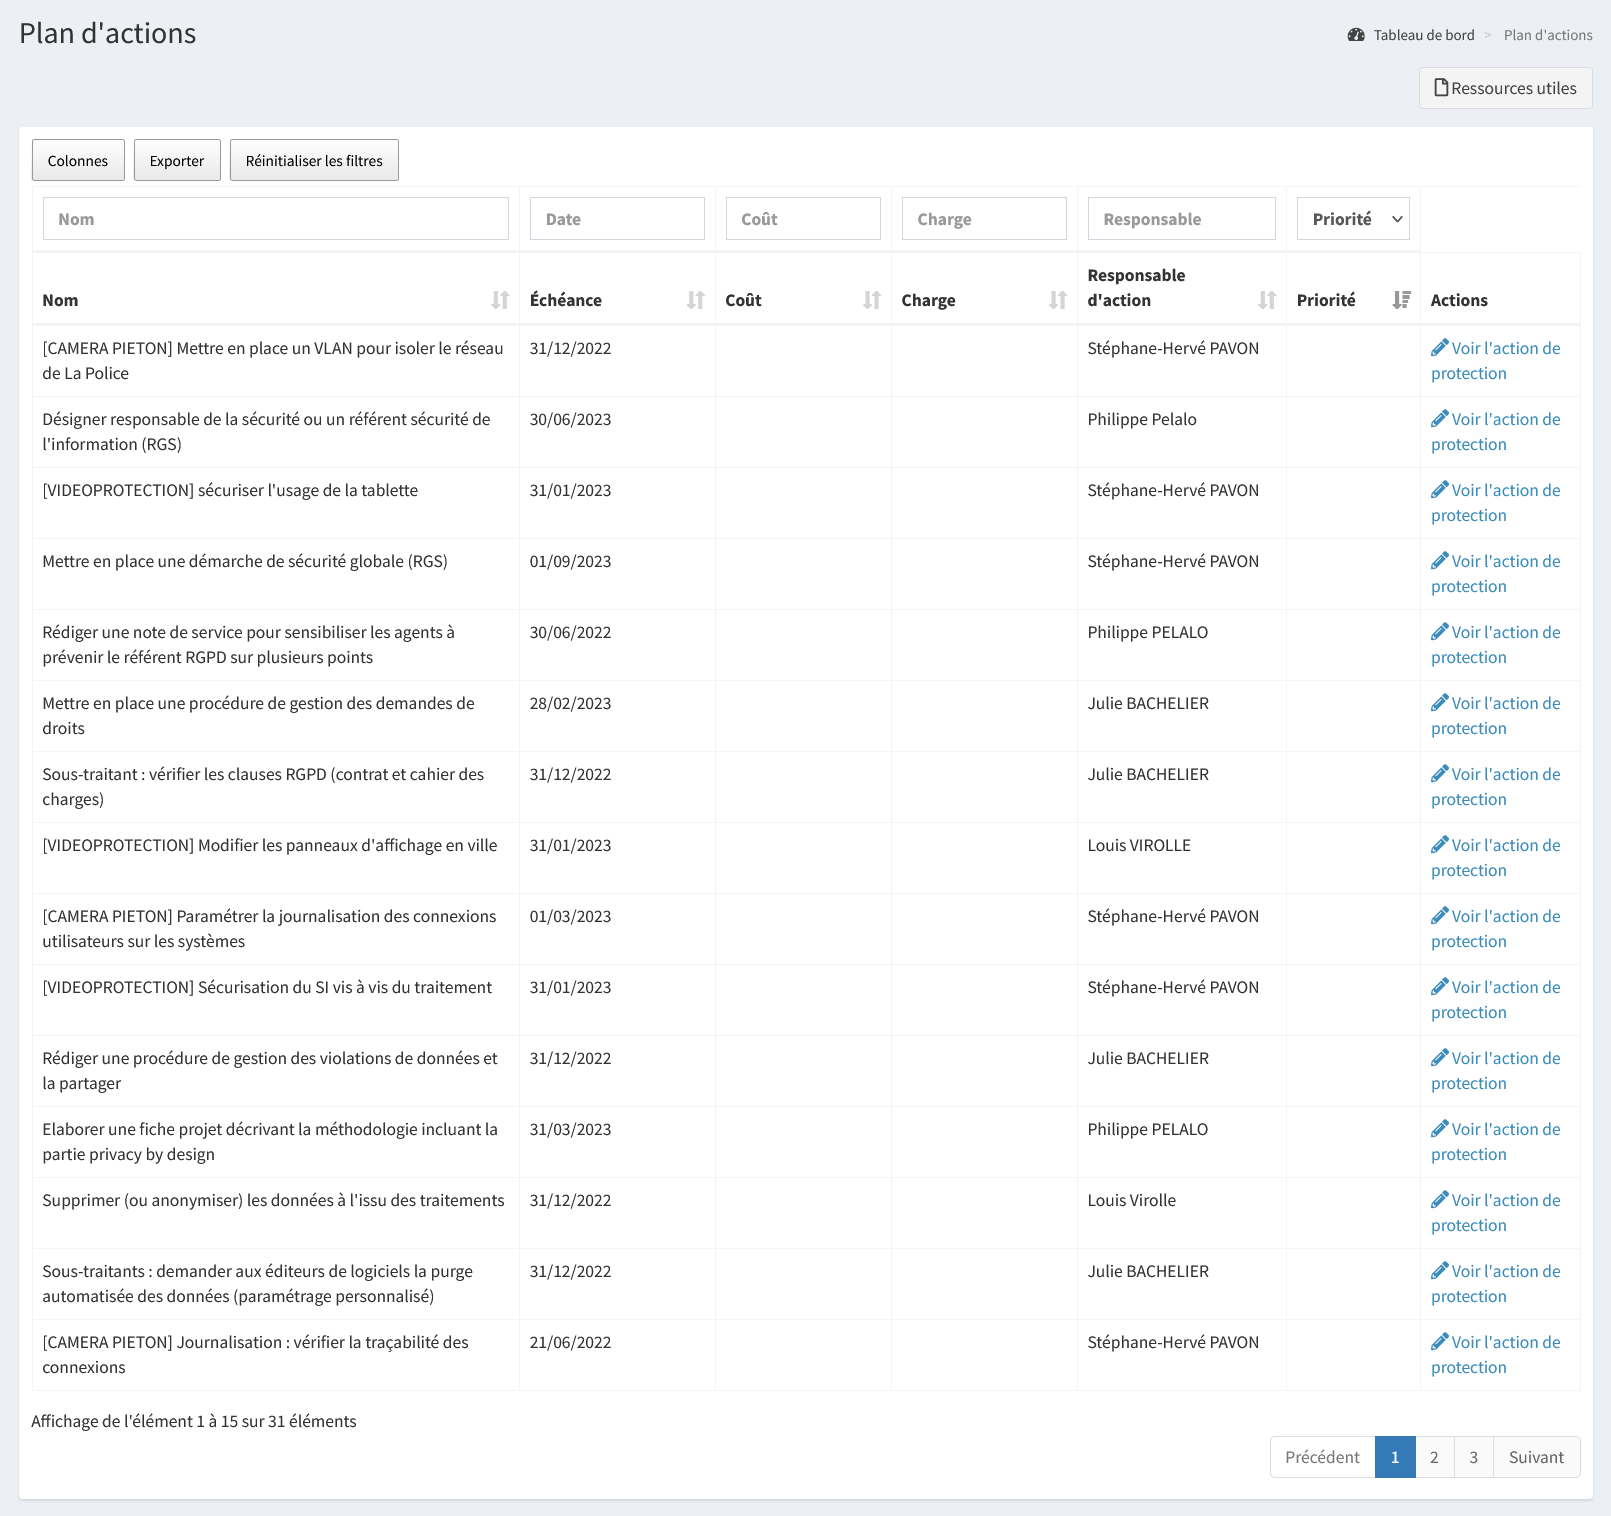 Plan d'actions
Tableau de bord > Plan d'actions
Ressources utiles
Colonnes Exporter Réinitialiser les filtres
Nom Date Coût Charge Responsable Priorité
Nom Échéance Coût Charge Responsable d'action Priorité Actions
[CAMERA PIETON] Mettre en place un VLAN pour isoler le réseau 31/12/2022 Stéphane-Hervé PAVON Voir l'action de
de La Police protection
Désigner responsable de la sécurité ou un référent sécurité de 30/06/2023 Philippe Pelalo Voir l'action de
l'information (RGS) protection
[VIDEOPROTECTION] sécuriser l'usage de la tablette 31/01/2023 Stéphane-Hervé PAVON Voir l'action de
protection
Mettre en place une démarche de sécurité globale (RGS) 01/09/2023 Stéphane-Hervé PAVON Voir l'action de
protection
Rédiger une note de service pour sensibiliser les agents à 30/06/2022 Philippe PELALO Voir l'action de
prévenir le référent RGPD sur plusieurs points protection
Mettre en place une procédure de gestion des demandes de 28/02/2023 Julie BACHELIER Voir l'action de
droits protection
Sous-traitant : vérifier les clauses RGPD (contrat et cahier des 31/12/2022 Julie BACHELIER Voir l'action de
charges) protection
[VIDEOPROTECTION] Modifier les panneaux d'affichage en ville 31/01/2023 Louis VIROLLE Voir l'action de
protection
[CAMERA PIETON] Paramétrer la journalisation des connexions 01/03/2023 Stéphane-Hervé PAVON Voir l'action de
utilisateurs sur les systèmes protection
[VIDEOPROTECTION] Sécurisation du SI vis à vis du traitement 31/01/2023 Stéphane-Hervé PAVON Voir l'action de
protection
Rédiger une procédure de gestion des violations de données et 31/12/2022 Julie BACHELIER Voir l'action de
la partager protection
Elaborer une fiche projet décrivant la méthodologie incluant la 31/03/2023 Philippe PELALO Voir l'action de
partie privacy by design protection
Supprimer (ou anonymiser) les données à l'issu des traitements 31/12/2022 Louis Virolle Voir l'action de
protection
Sous-traitants : demander aux éditeurs de logiciels la purge 31/12/2022 Julie BACHELIER Voir l'action de
automatisée des données (paramétrage personnalisé) protection
[CAMERA PIETON] Journalisation : vérifier la traçabilité des 21/06/2022 Stéphane-Hervé PAVON Voir l'action de
connexions protection
Affichage de l'élément 1 à 15 sur 31 éléments
Précédent 1 2 3 Suivant